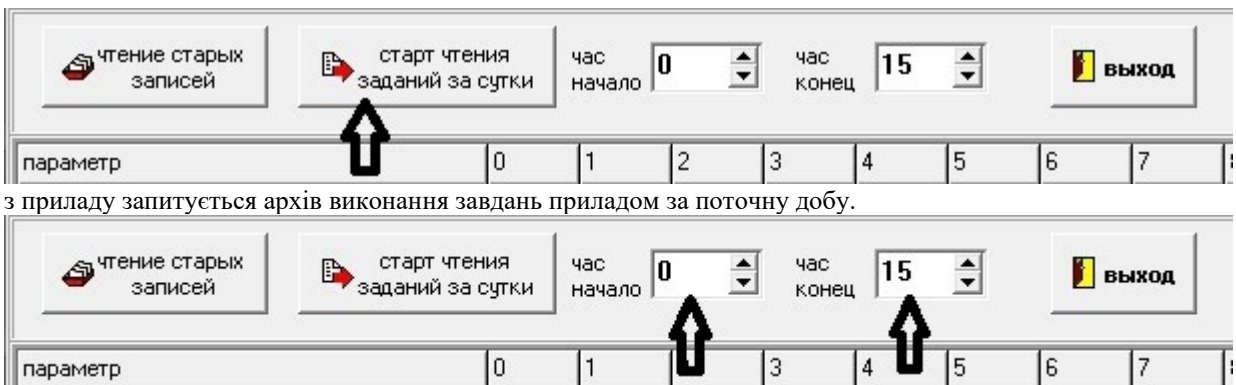 чтение старых
записей
старт чтения
заданий за сутки
час
начало
0
час
конец
15
выход
параметр 0 1 2 3 4 5 6 7
з приладу запитується архів виконання завдань приладом за поточну добу.
чтение старых
записей
старт чтения
заданий за сутки
час
начало
0
час
конец
15
выход
параметр 0 1 3 4 5 6 7